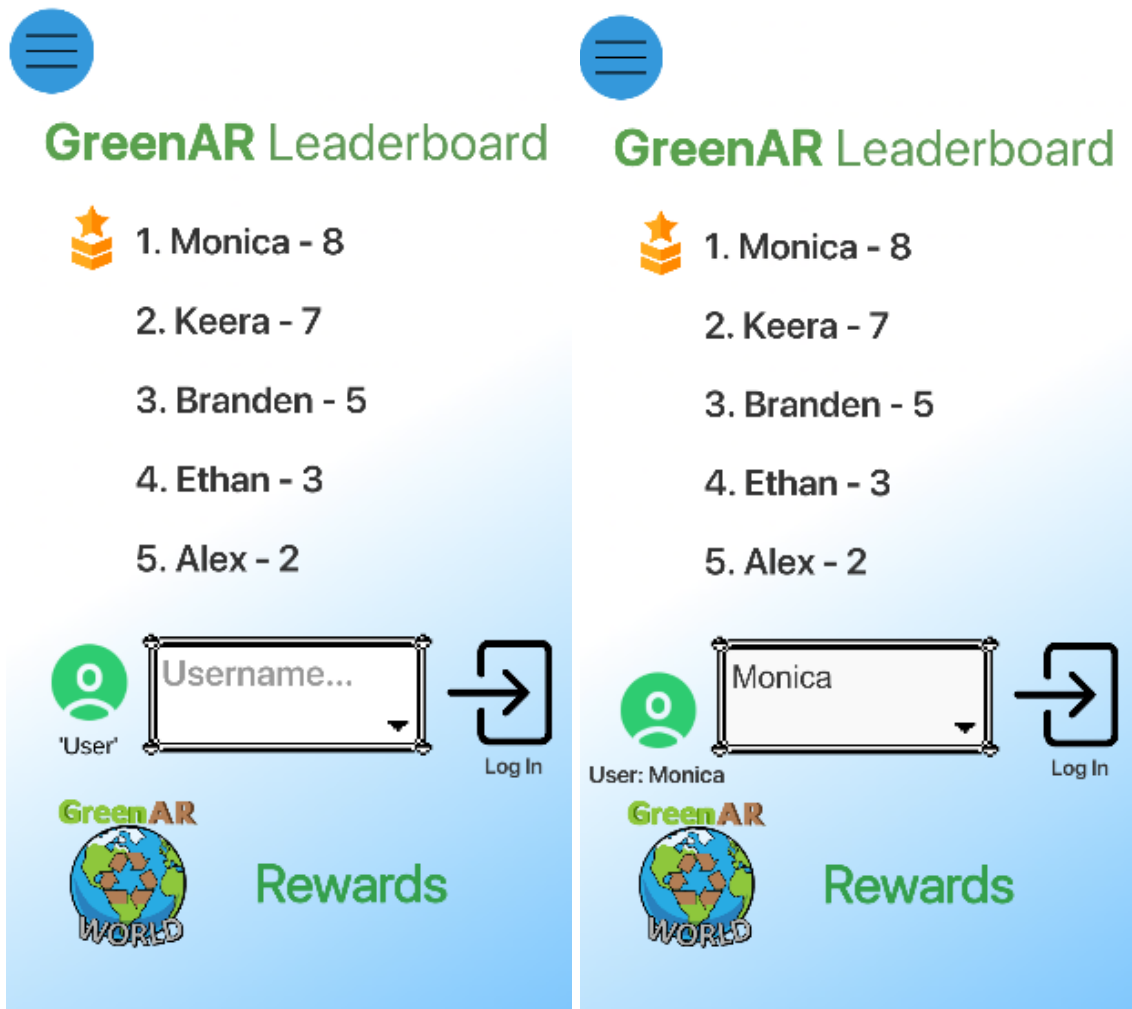 GreenAR Leaderboard
1. Monica - 8
2. Keera - 7
3. Branden - 5
4. Ethan - 3
5. Alex - 2
Username...
'User'
Log In
GreenAR
WORLD
Rewards
GreenAR Leaderboard
1. Monica - 8
2. Keera - 7
3. Branden - 5
4. Ethan - 3
5. Alex - 2
Monica
User: Monica
Log In
GreenAR
WORLD
Rewards